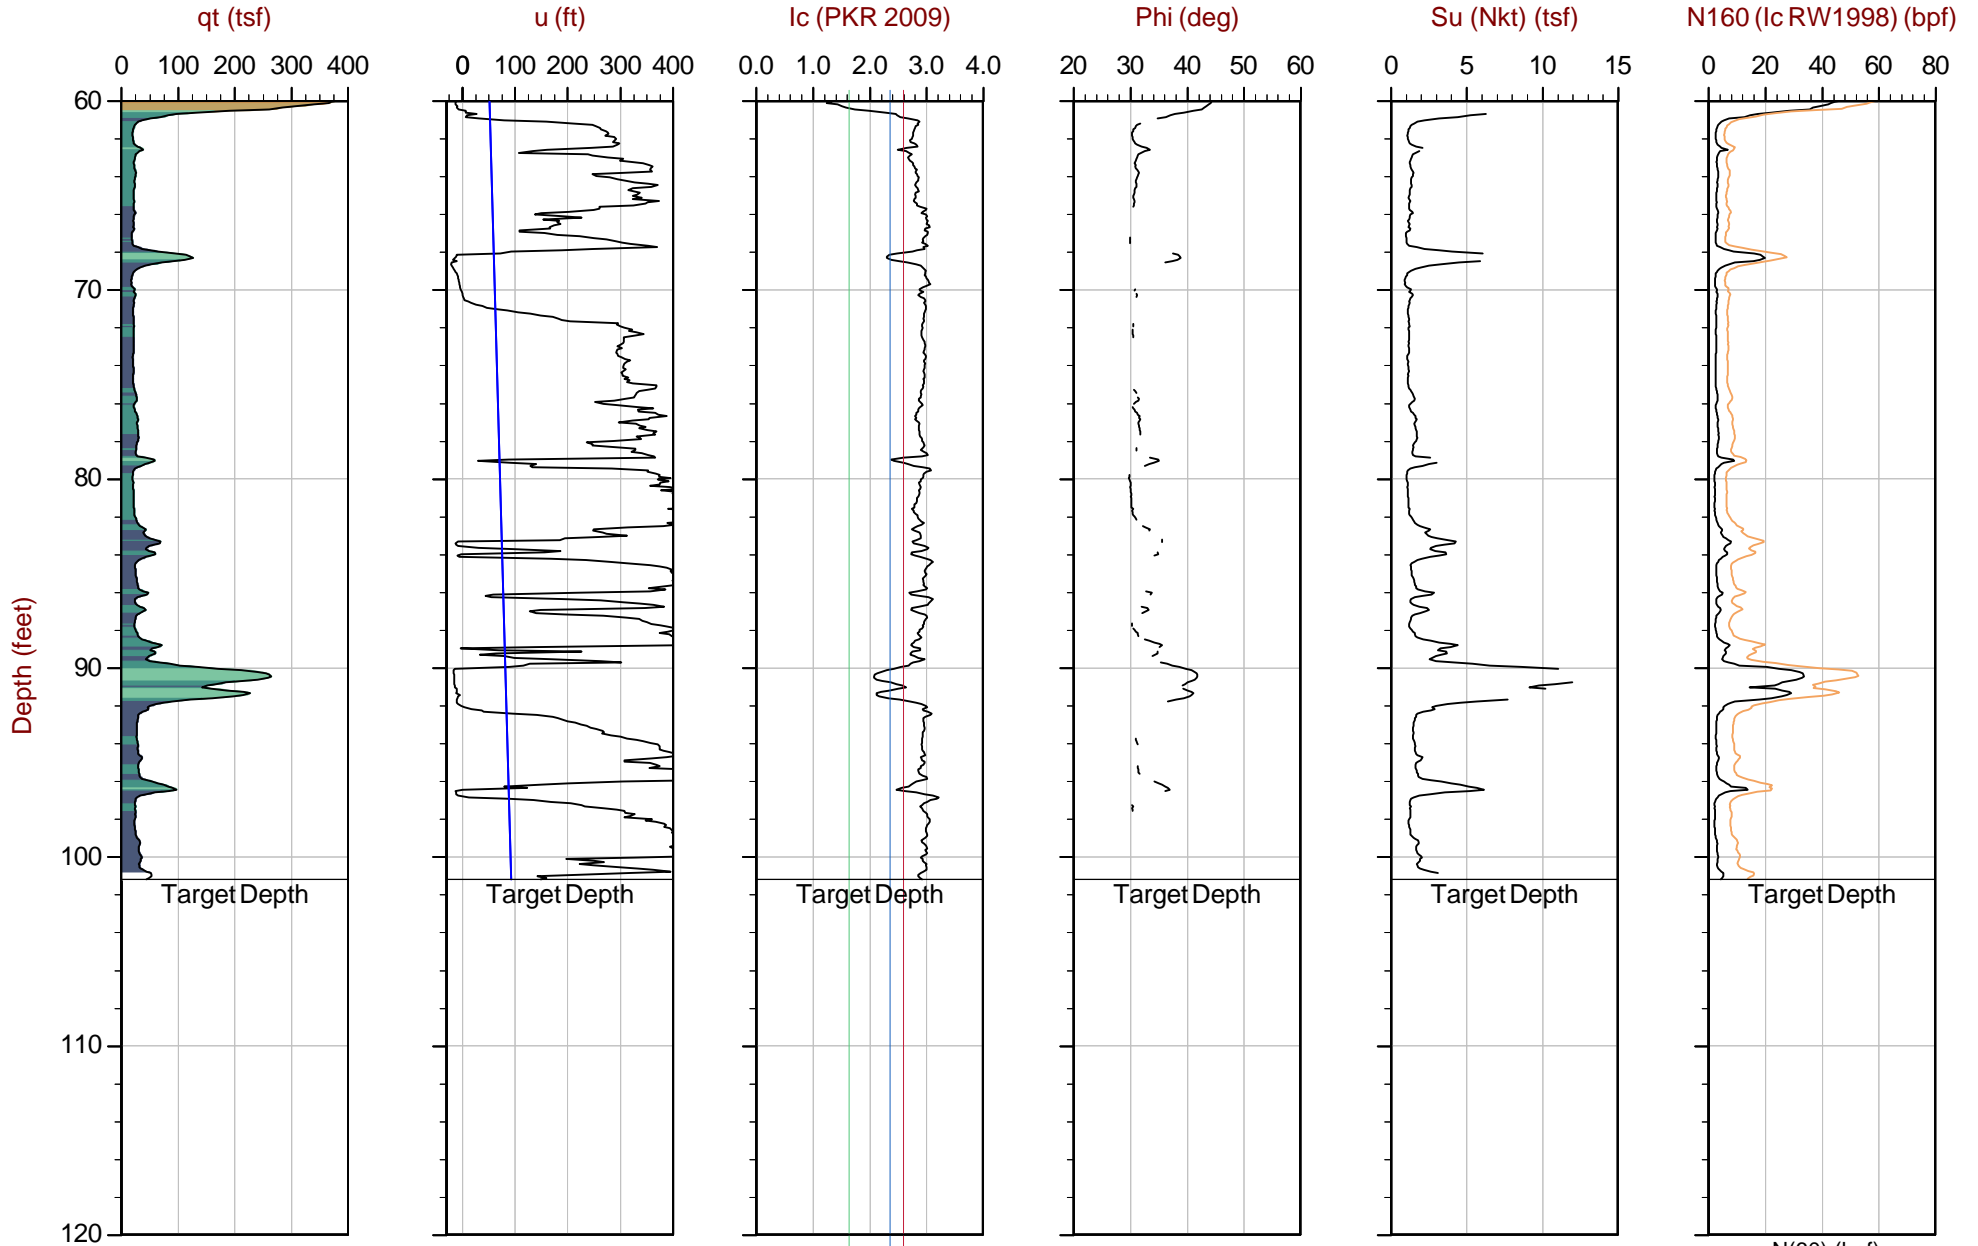 qt (tsf) u (ft) Ic (PKR 2009) Phi (deg) Su (Nkt) (tsf) N160 (Ic RW1998) (bpf)
0 100 200 300 400 0 100 200 300 400 0.0 1.0 2.0 3.0 4.0 20 30 40 50 60 0 5 10 15 0 20 40 60 80
60
70
80
Depth (feet)
90
100
Target Depth Target Depth Target Depth Target Depth Target Depth Target Depth
110
120